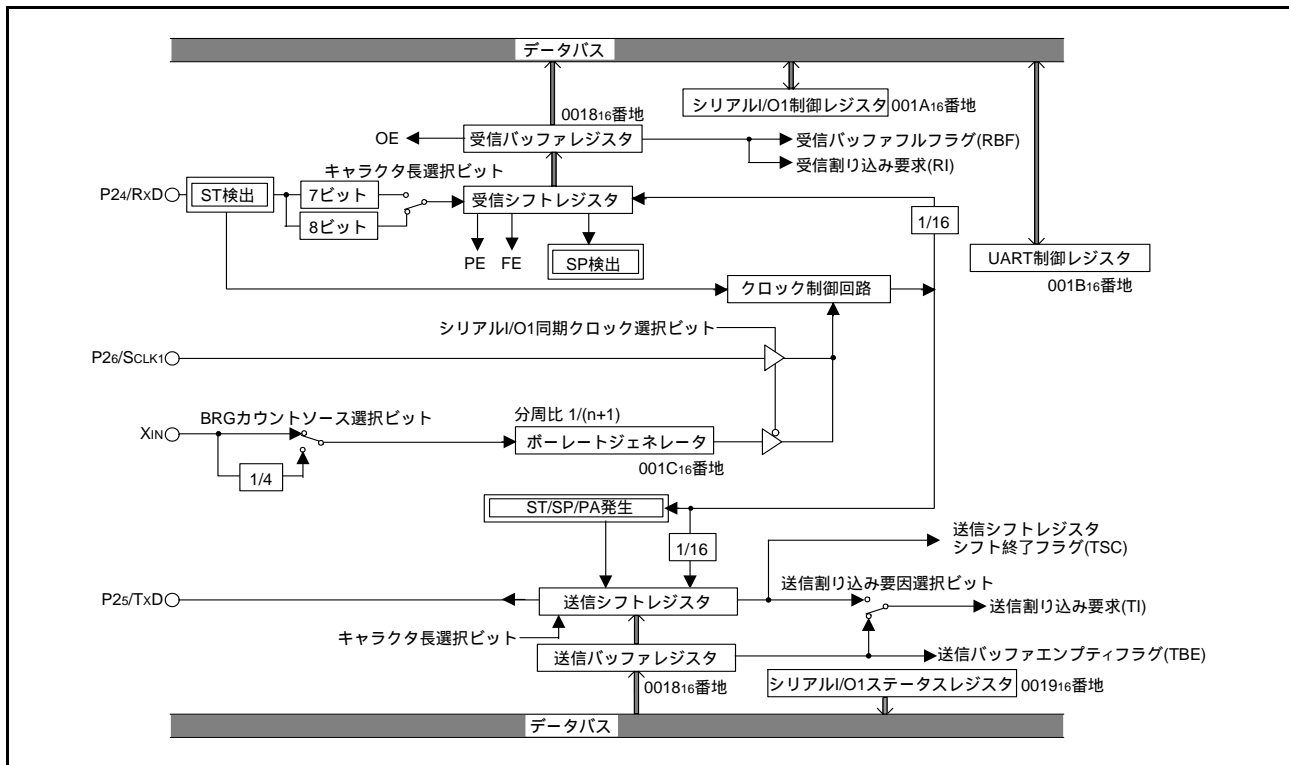 データバス
シリアルI/O1制御レジスタ 001A16番地
001816番地
OE
受信バッファレジスタ
受信バッファフルフラグ(RBF)
受信割り込み要求(RI)
キャラクタ長選択ビット
P24/RXD
ST検出
7ビット
8ビット
受信シフトレジスタ
1/16
PE
FE
SP検出
UART制御レジスタ
001B16番地
クロック制御回路
シリアルI/O1同期クロック選択ビット
P26/SCLK1
BRGカウントソース選択ビット
分周比 1/(n+1)
XIN
ボーレートジェネレータ
001C16番地
1/4
ST/SP/PA発生
1/16
送信シフトレジスタ
シフト終了フラグ(TSC)
送信割り込み要因選択ビット
P25/TXD
送信シフトレジスタ
送信割り込み要求(TI)
キャラクタ長選択ビット
送信バッファレジスタ
送信バッファエンプティフラグ(TBE)
001816番地
シリアルI/O1ステータスレジスタ 001916番地
データバス